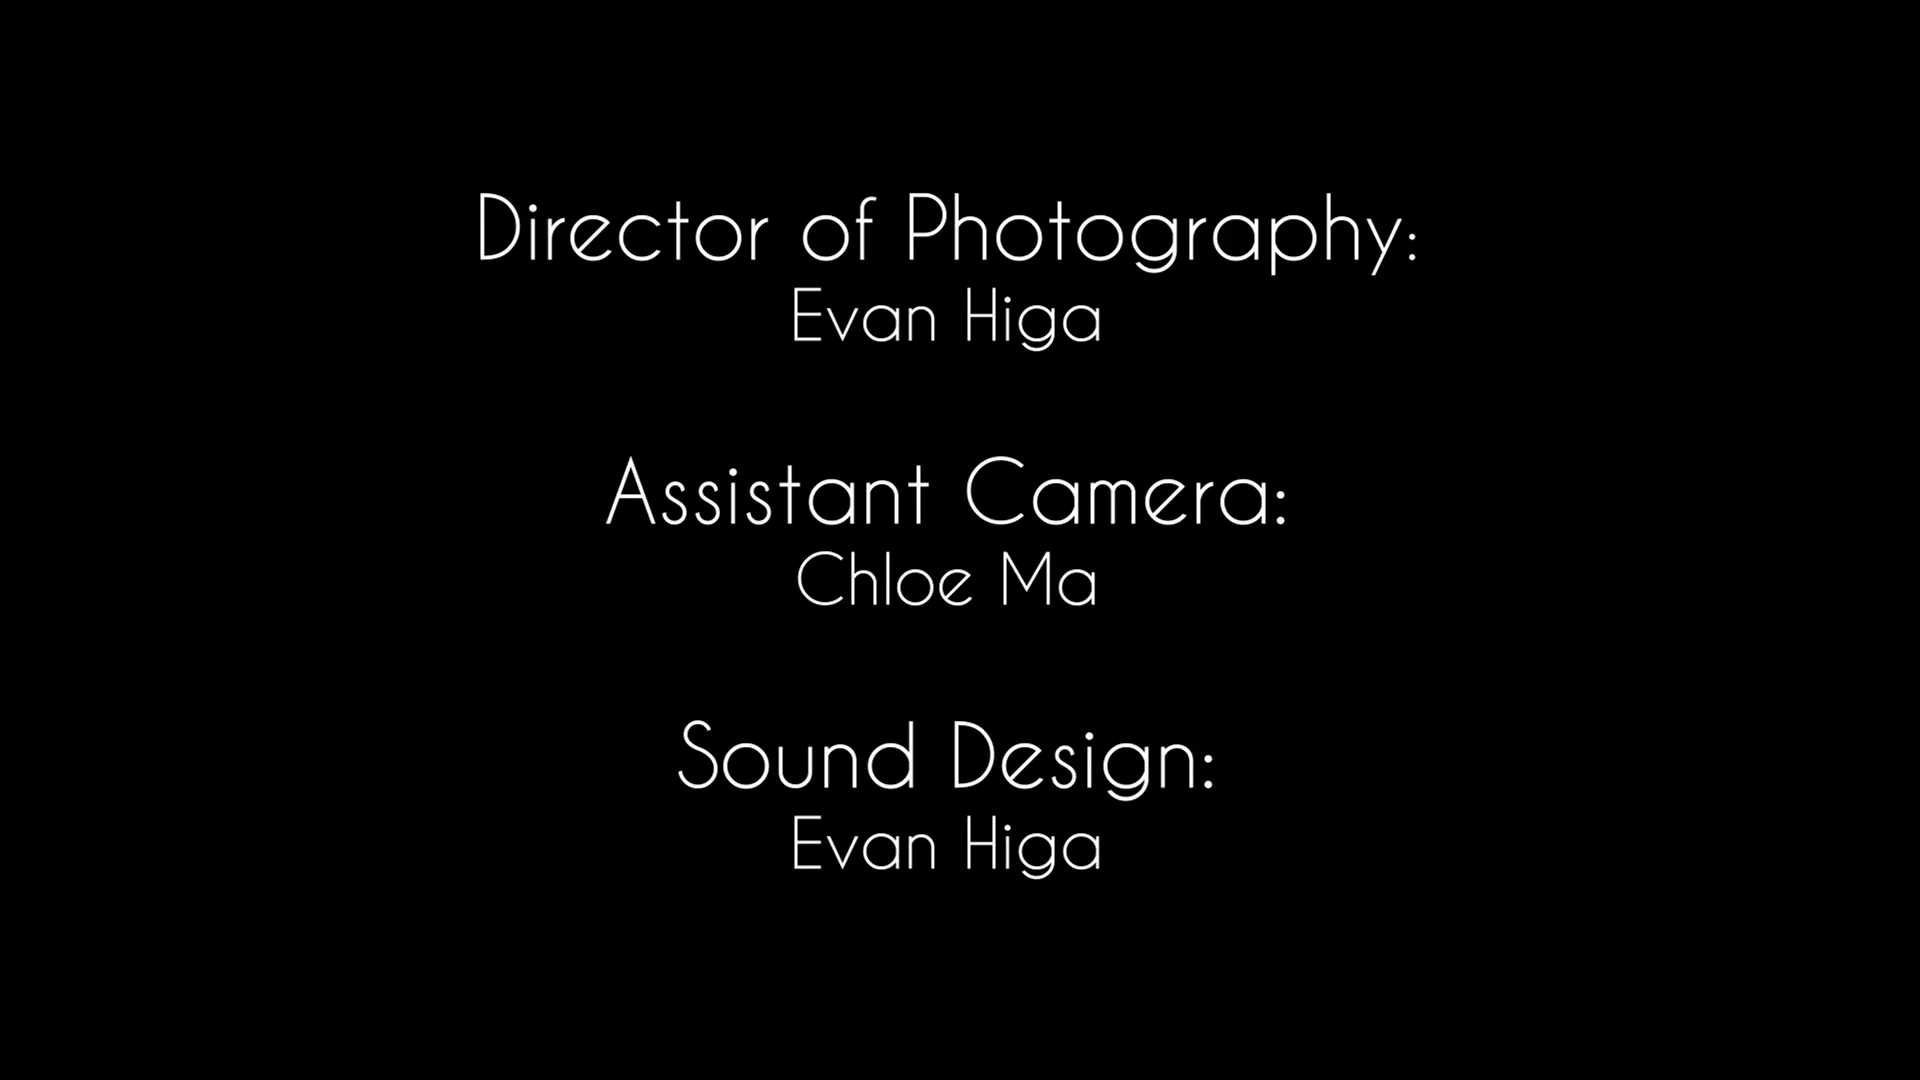 Director of Photography:
Evan Higa
Assistant Camera:
Chloe Ma
Sound Design:
Evan Higa